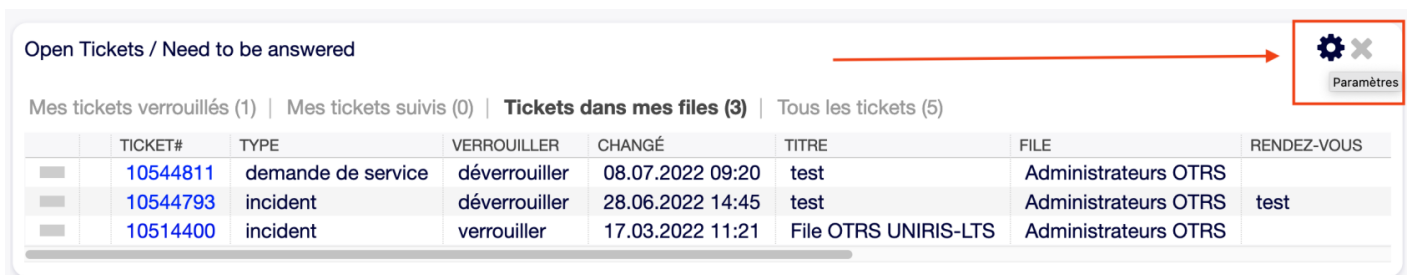 Open Tickets / Need to be answered
Paramètres
Mes tickets verrouillés (1) | Mes tickets suivis (0) | Tickets dans mes files (3) | Tous les tickets (5)
TICKET# TYPE VERROUILLER CHANGÉ TITRE FILE RENDEZ-VOUS
10544811 demande de service déverrouiller 08.07.2022 09:20 test Administrateurs OTRS
10544793 incident déverrouiller 28.06.2022 14:45 test Administrateurs OTRS test
10514400 incident verrouiller 17.03.2022 11:21 File OTRS UNIRIS-LTS Administrateurs OTRS